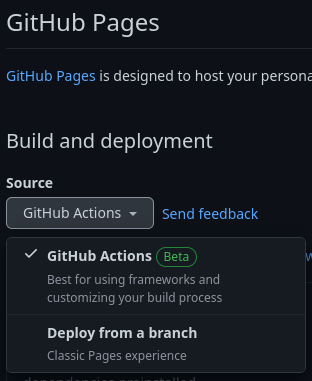 GitHub Pages
GitHub Pages is designed to host your persona
Build and deployment
Source
GitHub Actions
Send feedback
GitHub Actions Beta
Best for using frameworks and
customizing your build process
Deploy from a branch
Classic Pages experience